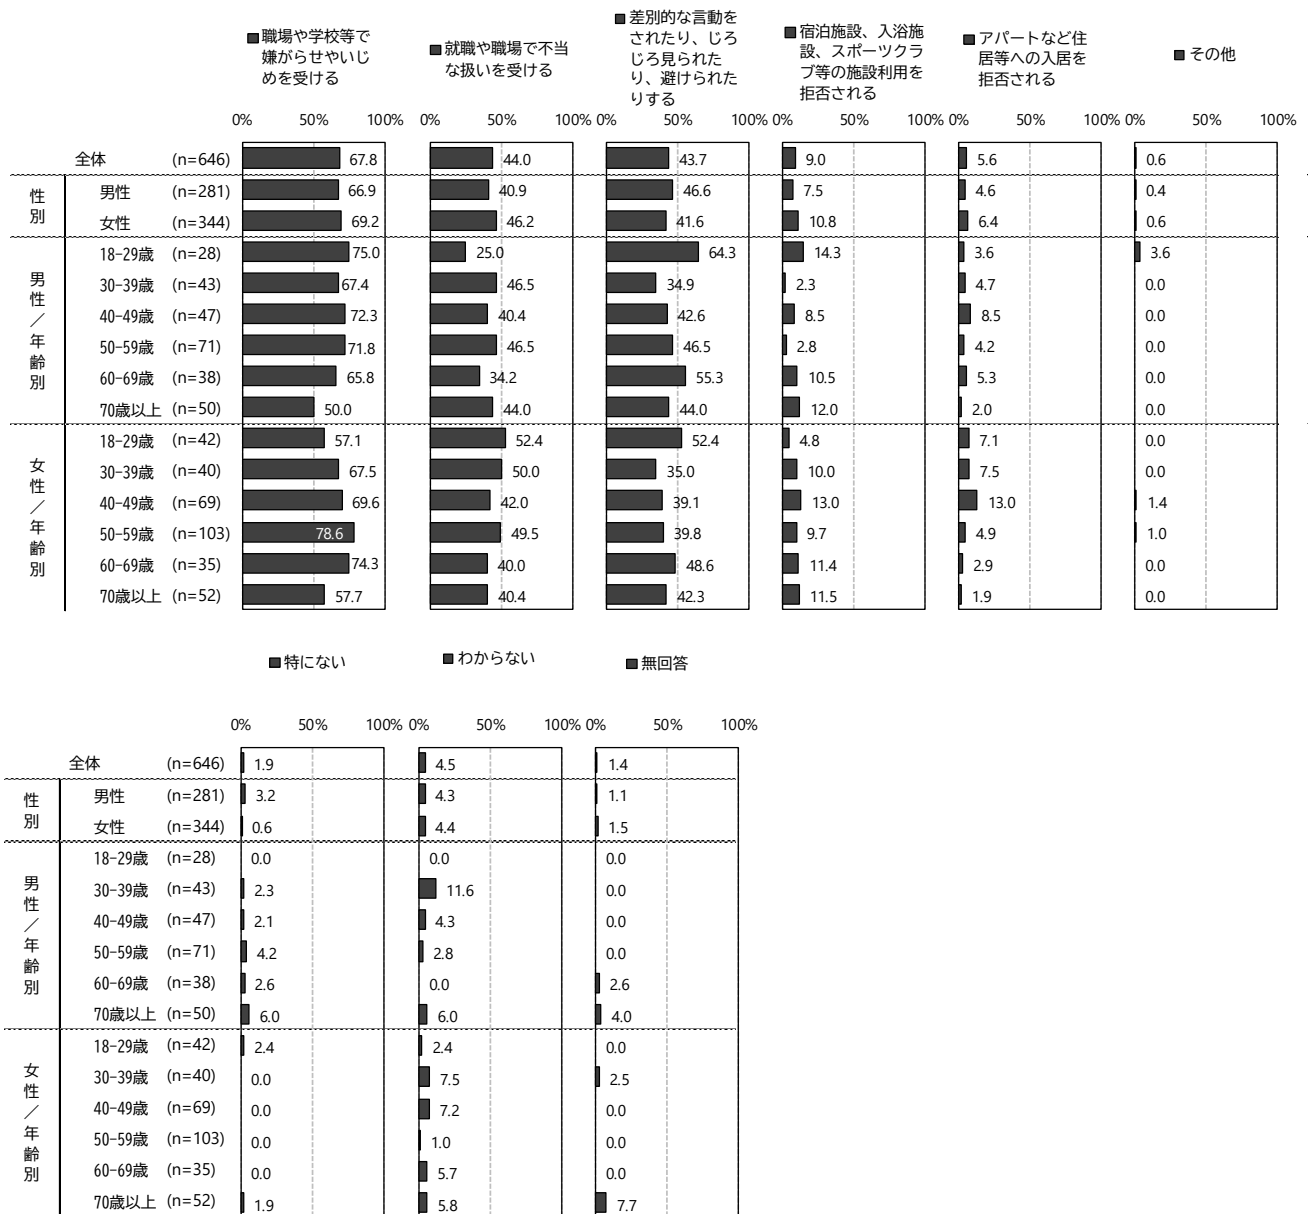 ■職場や学校等で
嫌がらせやいじ
めを受ける
■就職や職場で不当
な扱いを受ける
■差別的な言動を
されたり、じろ
じろ見られた
り、避けられた
りする
■宿泊施設、入浴施
設、スポーツクラ
ブ等の施設利用を
拒否される
■アパートなど住
居等への入居を
拒否される
■その他
0% 50% 100% 0% 50% 100% 0% 50% 100% 0% 50% 100% 0% 50% 100% 0% 50% 100%
全体 (n=646) 67.8 44.0 43.7 9.0 5.6 0.6
性別
男性 (n=281) 66.9 40.9 46.6 7.5 4.6 0.4
女性 (n=344) 69.2 46.2 41.6 10.8 6.4 0.6
男性／年齢別
18-29歳 (n=28) 75.0 25.0 64.3 14.3 3.6 3.6
30-39歳 (n=43) 67.4 46.5 34.9 2.3 4.7 0.0
40-49歳 (n=47) 72.3 40.4 42.6 8.5 8.5 0.0
50-59歳 (n=71) 71.8 46.5 46.5 2.8 4.2 0.0
60-69歳 (n=38) 65.8 34.2 55.3 10.5 5.3 0.0
70歳以上 (n=50) 50.0 44.0 44.0 12.0 2.0 0.0
女性／年齢別
18-29歳 (n=42) 57.1 52.4 52.4 4.8 7.1 0.0
30-39歳 (n=40) 67.5 50.0 35.0 10.0 7.5 0.0
40-49歳 (n=69) 69.6 42.0 39.1 13.0 13.0 1.4
50-59歳 (n=103) 78.6 49.5 39.8 9.7 4.9 1.0
60-69歳 (n=35) 74.3 40.0 48.6 11.4 2.9 0.0
70歳以上 (n=52) 57.7 40.4 42.3 11.5 1.9 0.0
■特にない
■わからない
■無回答
0% 50% 100% 0% 50% 100% 0% 50% 100%
全体 (n=646) 1.9 4.5 1.4
性別
男性 (n=281) 3.2 4.3 1.1
女性 (n=344) 0.6 4.4 1.5
男性／年齢別
18-29歳 (n=28) 0.0 0.0 0.0
30-39歳 (n=43) 2.3 11.6 0.0
40-49歳 (n=47) 2.1 4.3 0.0
50-59歳 (n=71) 4.2 2.8 0.0
60-69歳 (n=38) 2.6 0.0 2.6
70歳以上 (n=50) 6.0 6.0 4.0
女性／年齢別
18-29歳 (n=42) 2.4 2.4 0.0
30-39歳 (n=40) 0.0 7.5 2.5
40-49歳 (n=69) 0.0 7.2 0.0
50-59歳 (n=103) 0.0 1.0 0.0
60-69歳 (n=35) 0.0 5.7 0.0
70歳以上 (n=52) 1.9 5.8 7.7